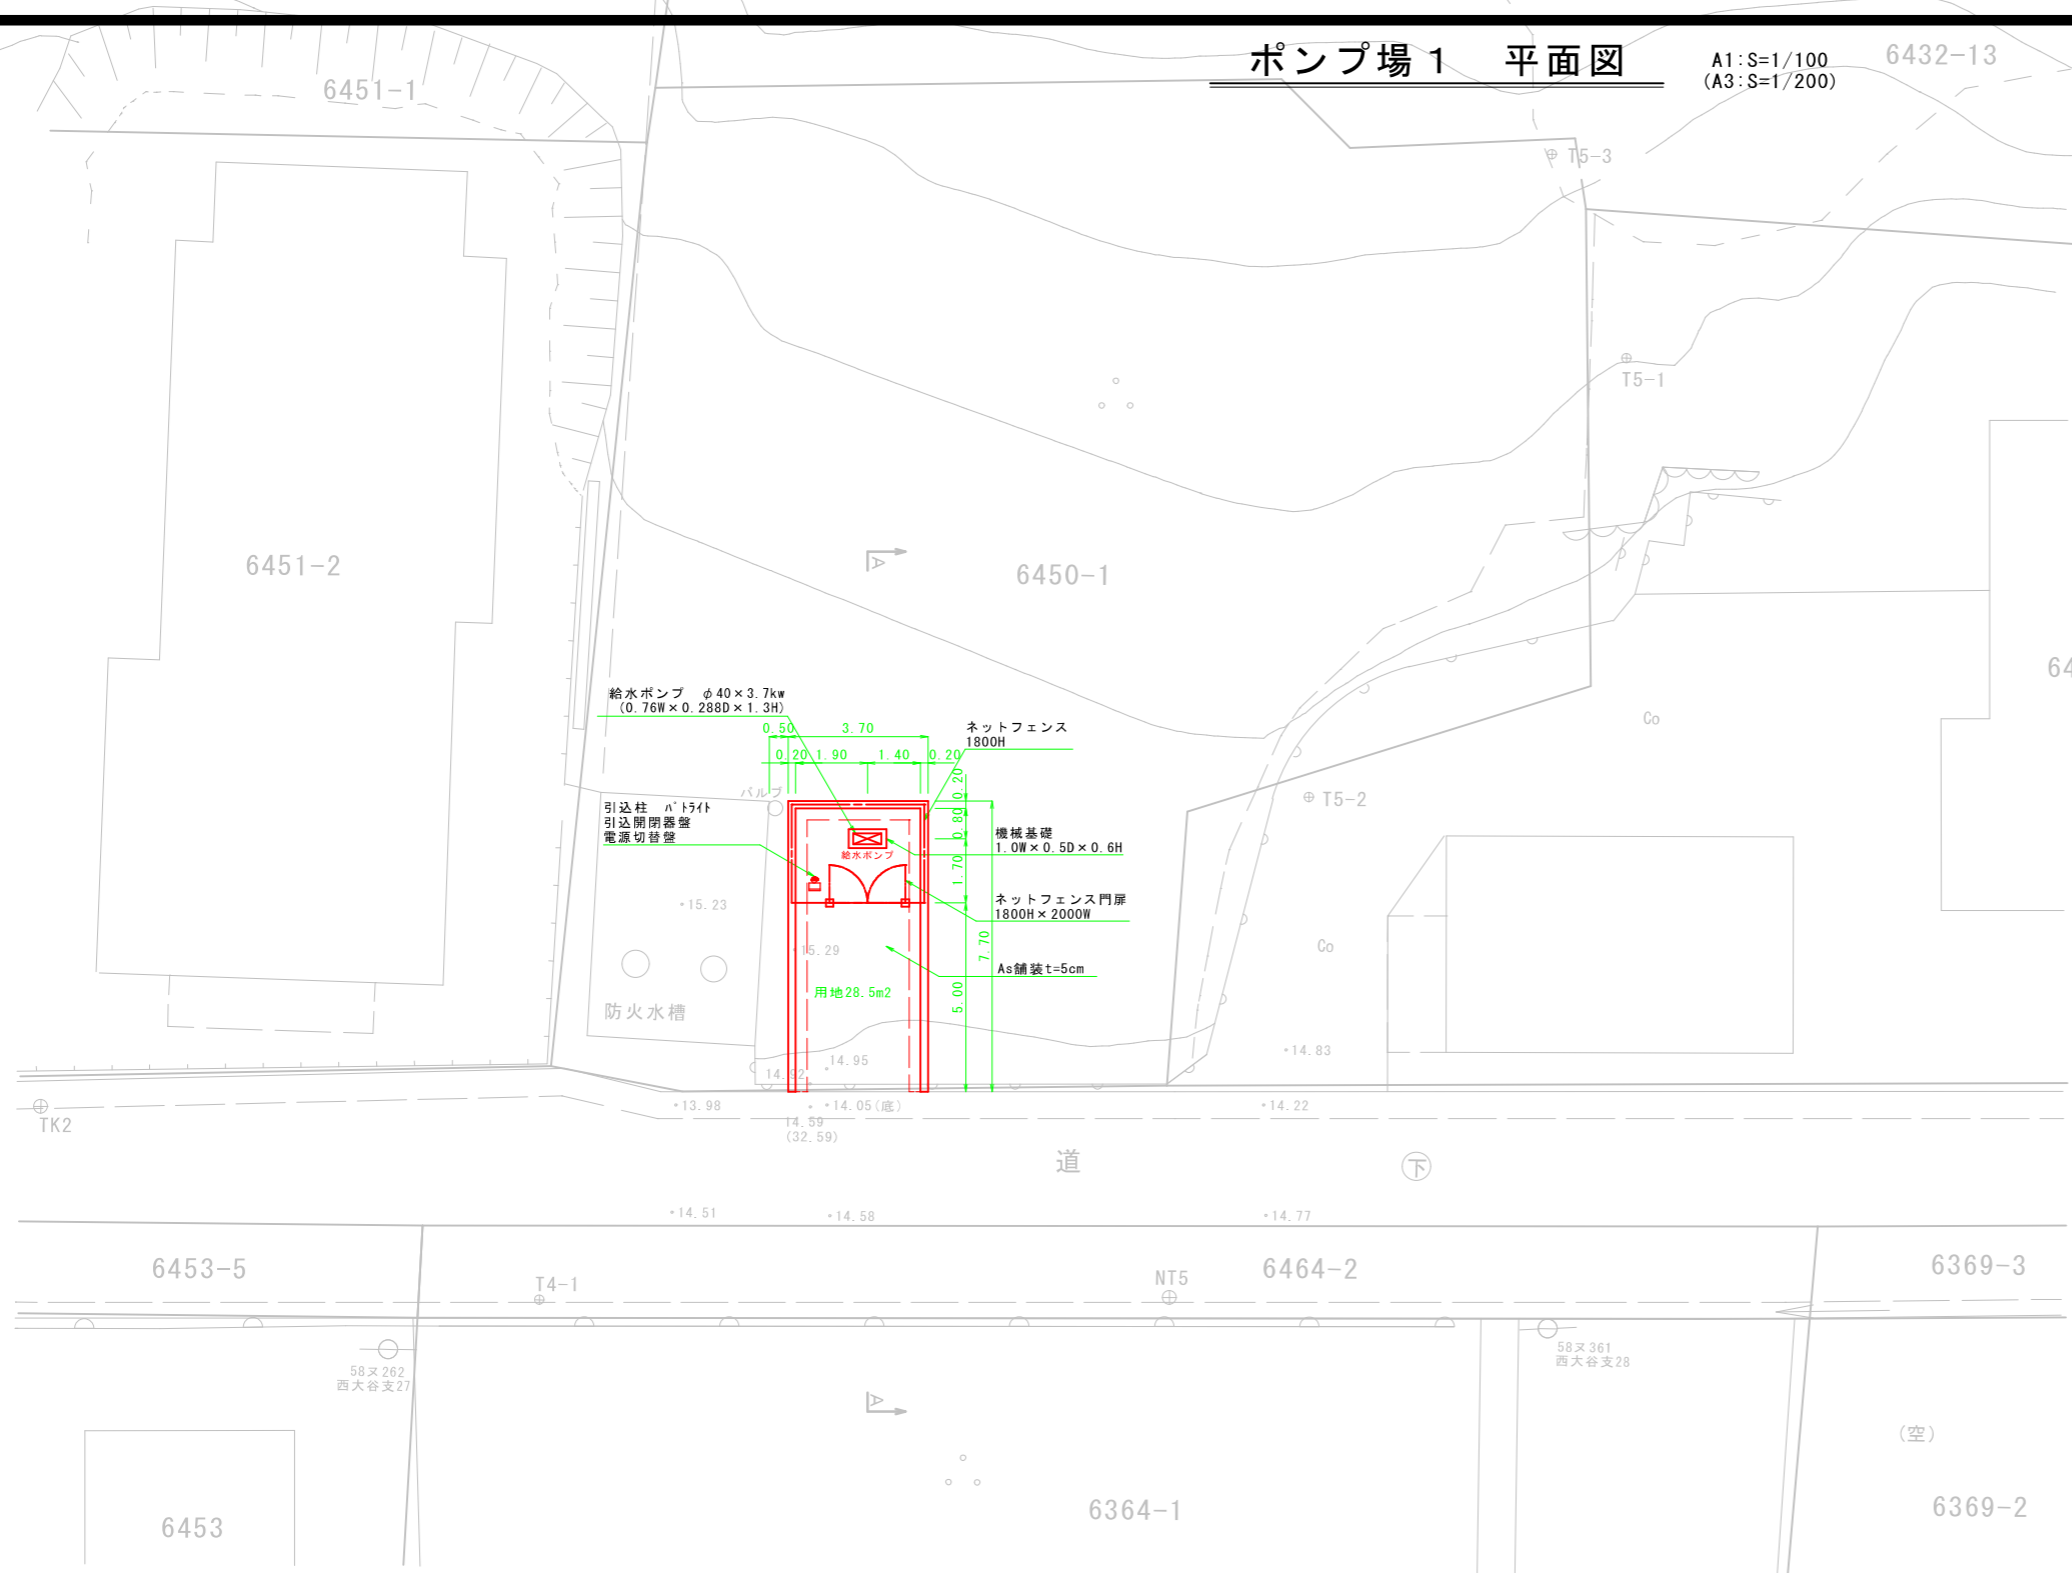 ポンプ場１　平面図
A1:S=1/100
(A3:S=1/200)
6432-13
6451-1
T5-3
T5-1
6451-2
6450-1
給水ポンプ　φ40×3.7kw
(0.76W×0.288D×1.3H)
0.50
3.70
ネットフェンス
1800H
0.20
1.90
1.40
0.20
0.20
バルブ
引込柱　ﾊﾟﾄﾗｲﾄ
引込開閉器盤
電源切替盤
0.80
機械基礎
1.0W×0.5D×0.6H
給水ポンプ
1.70
ネットフェンス門扉
1800H×2000W
15.23
15.29
7.70
As舗装t=5cm
用地28.5m2
5.00
防火水槽
Co
T5-2
Co
14.95
14.92
14.83
13.98
14.05(底)
14.59
(32.59)
14.22
TK2
道
下
14.51
14.58
14.77
6453-5
6464-2
6369-3
T4-1
NT5
58ヌ262
西大谷支27
58ヌ361
西大谷支28
A
A
(空)
6453
6364-1
6369-2